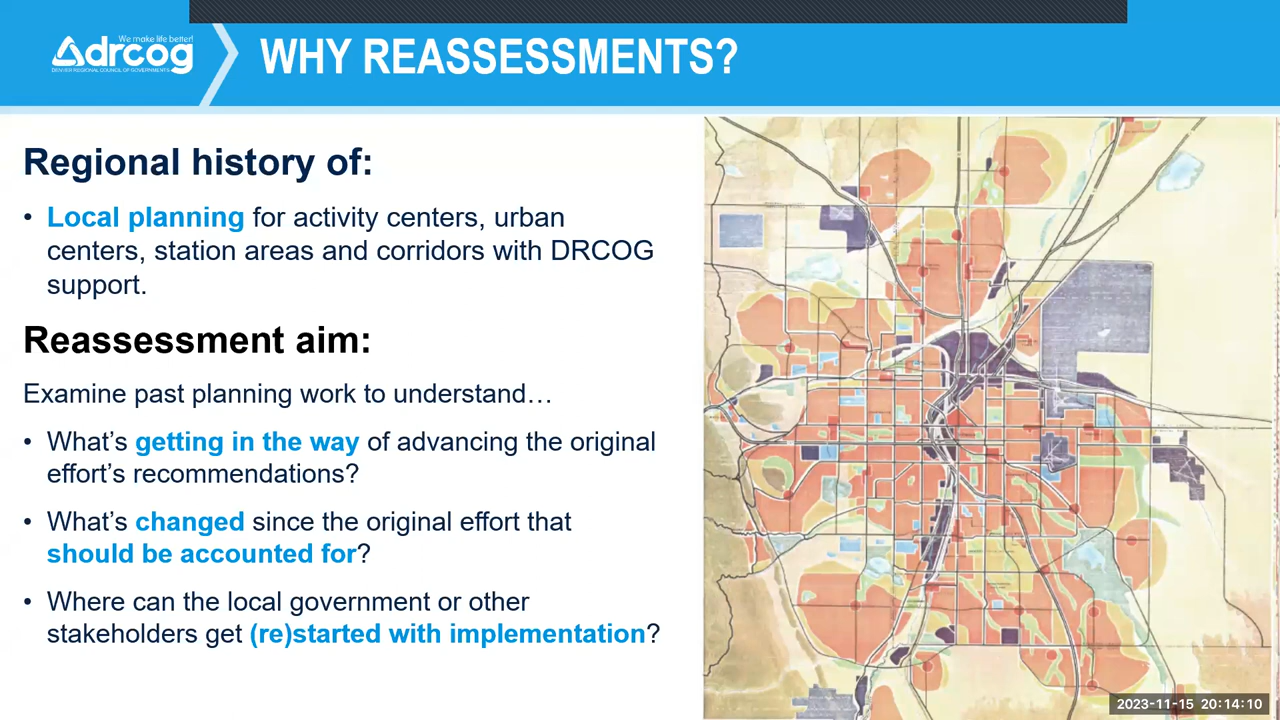 We make life better!
drcog
DENVER REGIONAL COUNCIL OF GOVERNMENTS
WHY REASSESSMENTS?
Regional history of:
• Local planning for activity centers, urban
centers, station areas and corridors with DRCOG
support.
Reassessment aim:
Examine past planning work to understand…
• What's getting in the way of advancing the original
effort's recommendations?
• What's changed since the original effort that
should be accounted for?
• Where can the local government or other
stakeholders get (re)started with implementation?
2023-11-15 20:14:10